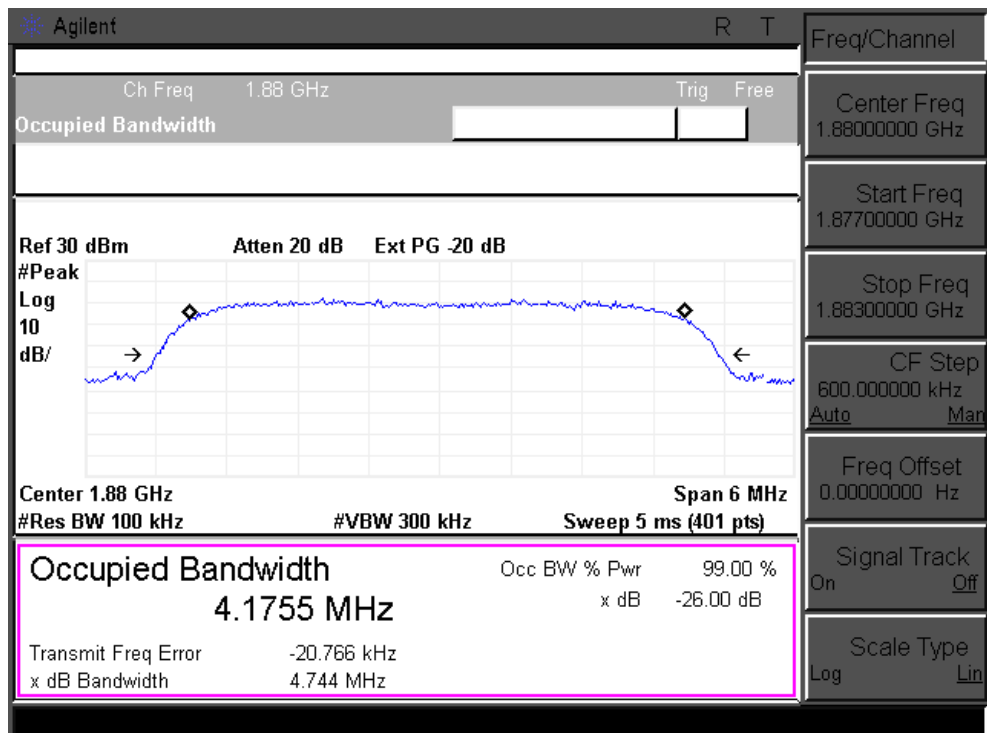 Agilent R T
Freq/Channel
Ch Freq 1.88 GHz Trig Free
Occupied Bandwidth
Center Freq
1.88000000 GHz
Start Freq
1.87700000 GHz
Stop Freq
1.88300000 GHz
CF Step
600.000000 kHz
Auto Man
Freq Offset
0.00000000 Hz
Signal Track
On Off
Scale Type
Log Lin
Ref 30 dBm Atten 20 dB Ext PG -20 dB
#Peak
Log
10
dB/
Center 1.88 GHz Span 6 MHz
#Res BW 100 kHz #VBW 300 kHz Sweep 5 ms (401 pts)
Occupied Bandwidth
4.1755 MHz
Occ BW % Pwr 99.00 %
x dB -26.00 dB
Transmit Freq Error -20.766 kHz
x dB Bandwidth 4.744 MHz